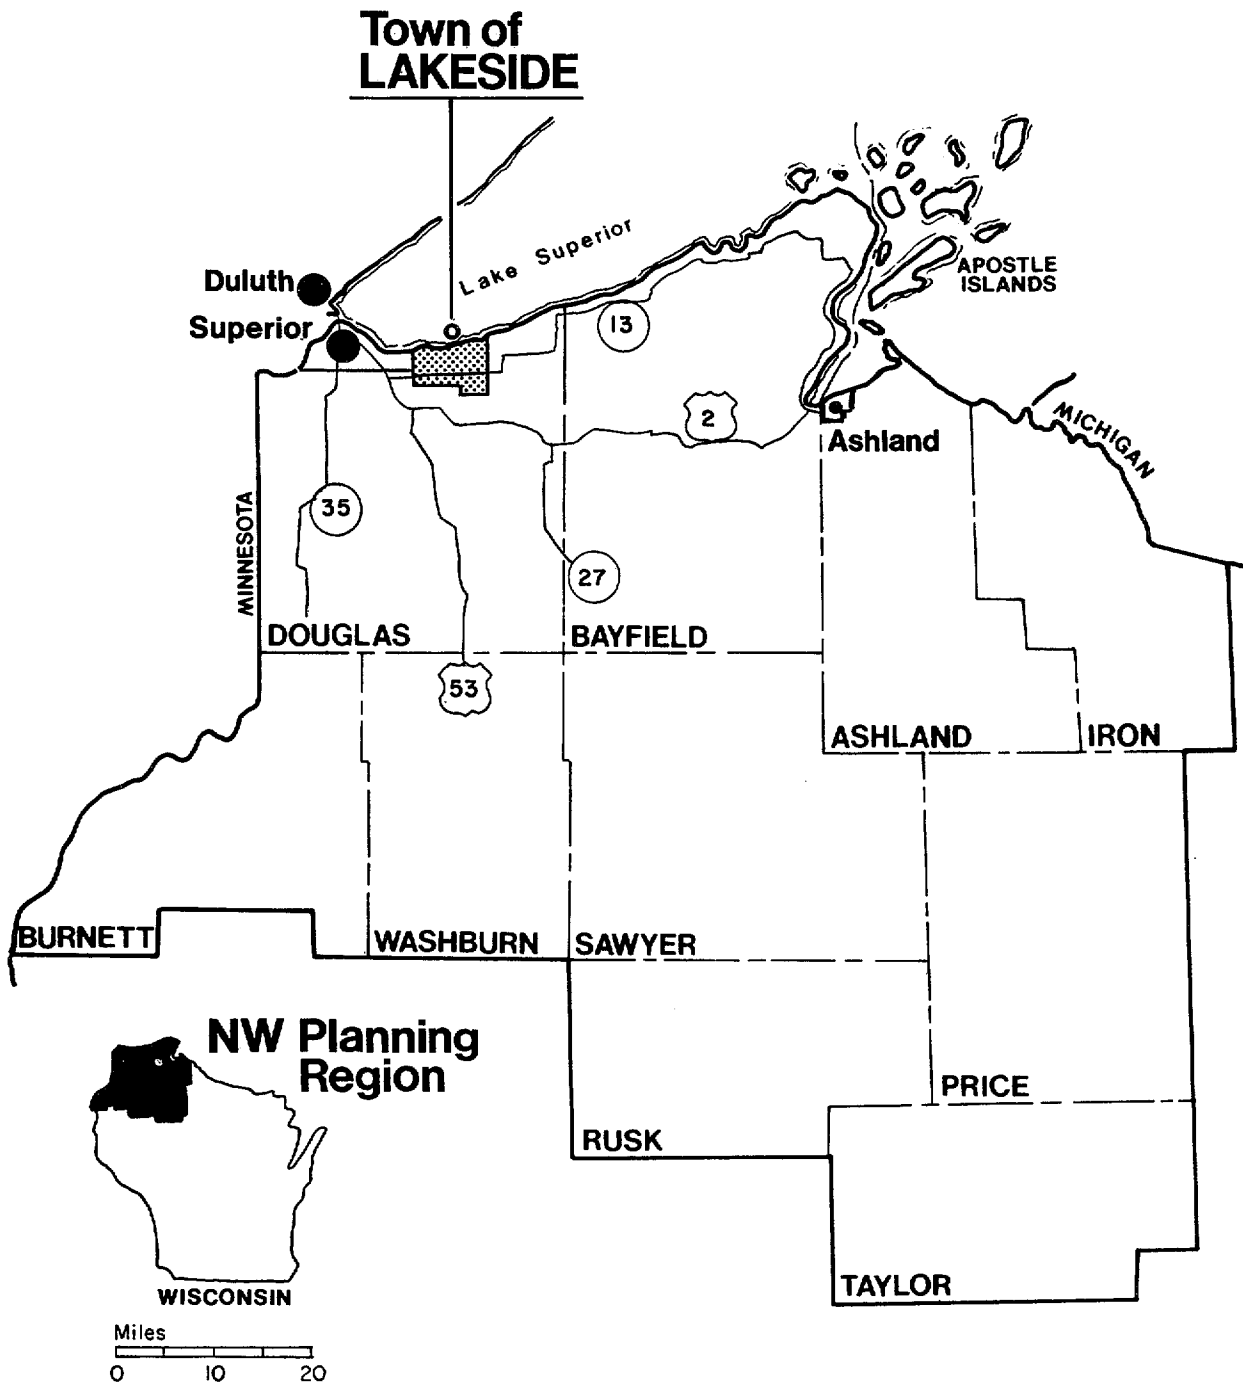 Town of
LAKESIDE
Lake Superior
Duluth
Superior
APOSTLE
ISLANDS
13
2
Ashland
MICHIGAN
MINNESOTA
35
27
DOUGLAS
BAYFIELD
53
ASHLAND
IRON
BURNETT
WASHBURN
SAWYER
NW Planning
Region
PRICE
RUSK
TAYLOR
WISCONSIN
Miles
0 10 20